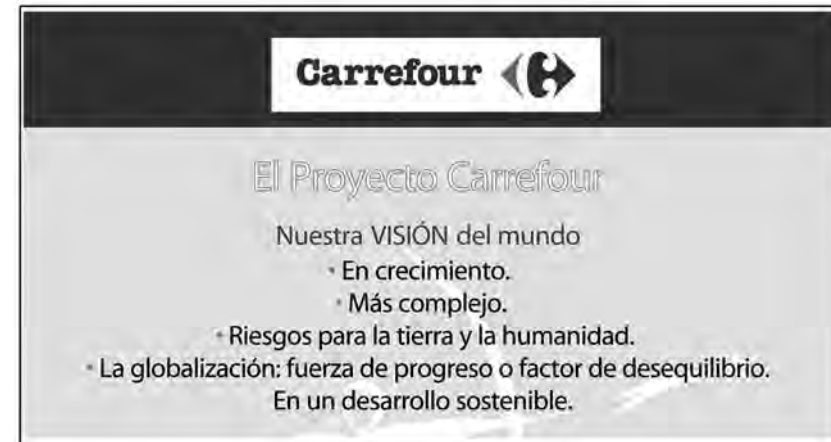 Carrefour
El Proyecto Carrefour
Nuestra VISIÓN del mundo
• En crecimiento.
• Más complejo.
• Riesgos para la tierra y la humanidad.
• La globalización: fuerza de progreso o factor de desequilibrio.
En un desarrollo sostenible.